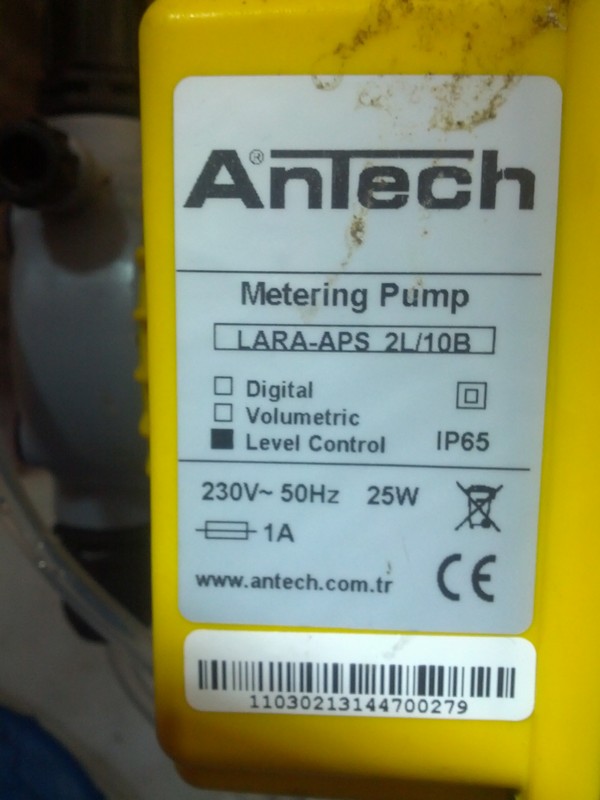 AnTech®
Metering Pump
LARA-APS 2L/10B
Digital
Volumetric
Level Control IP65
230V~ 50Hz 25W
1A
www.antech.com.tr CE
11030213144700279